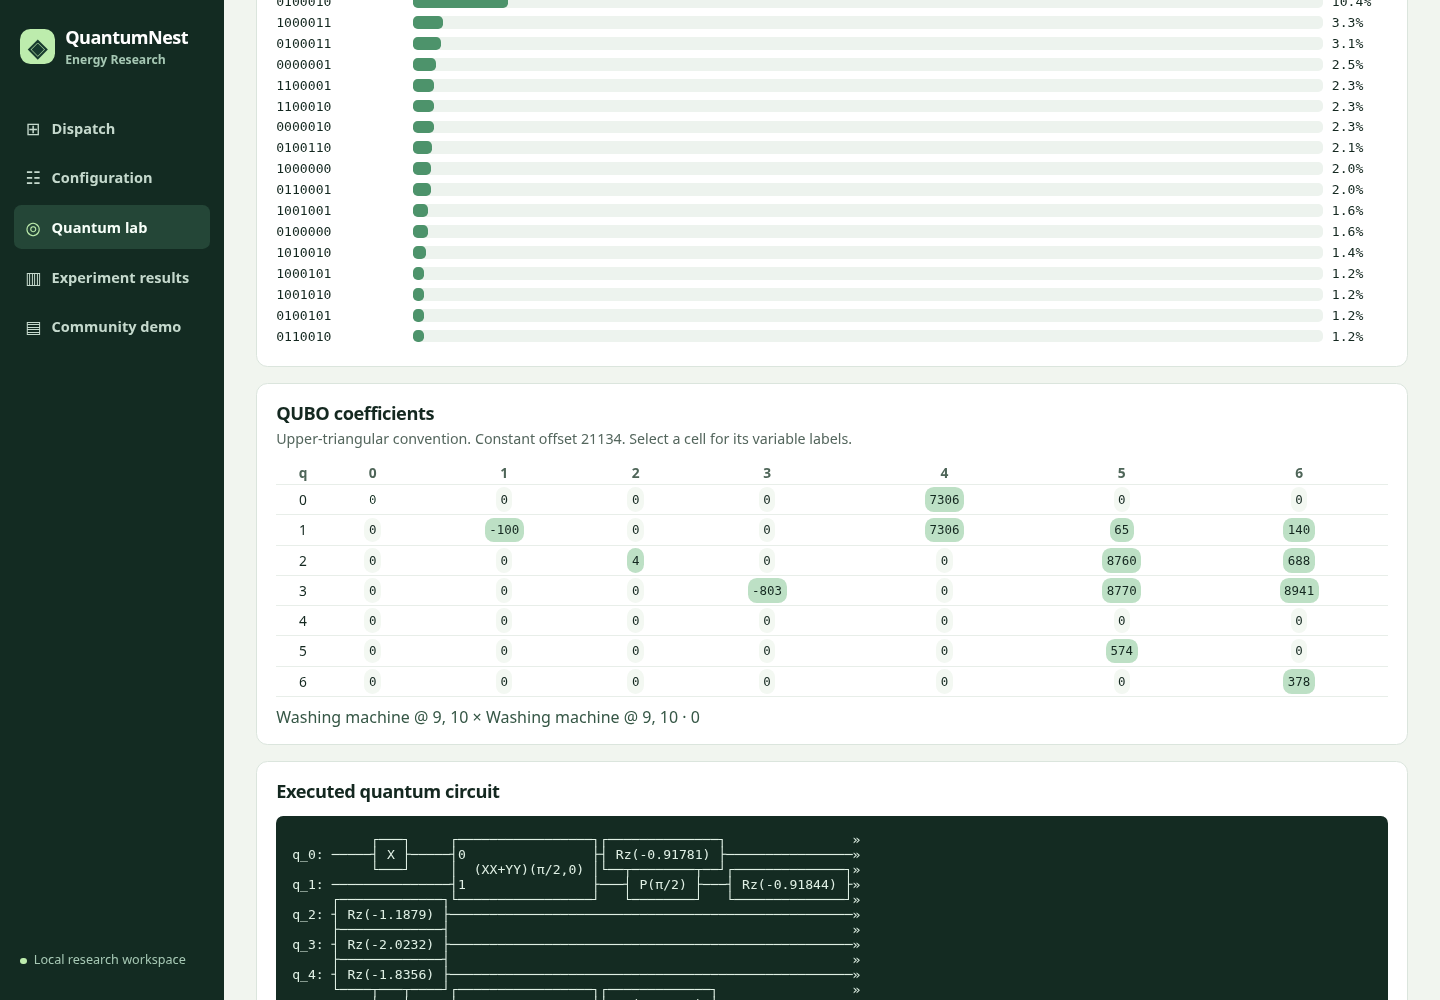 QuantumNest
Energy Research
Dispatch
Configuration
Quantum lab
Experiment results
Community demo
Local research workspace
0100010 10.4%
1000011 3.3%
0100011 3.1%
0000001 2.5%
1100001 2.3%
1100010 2.3%
0000010 2.3%
0100110 2.1%
1000000 2.0%
0110001 2.0%
1001001 1.6%
0100000 1.6%
1010010 1.4%
1000101 1.2%
1001010 1.2%
0100101 1.2%
0110010 1.2%
QUBO coefficients
Upper-triangular convention. Constant offset 21134. Select a cell for its variable labels.
q 0 1 2 3 4 5 6
0 0 0 0 0 7306 0 0
1 0 -100 0 0 7306 65 140
2 0 0 4 0 0 8760 688
3 0 0 0 -803 0 8770 8941
4 0 0 0 0 0 0 0
5 0 0 0 0 0 574 0
6 0 0 0 0 0 0 378
Washing machine @ 9, 10 × Washing machine @ 9, 10 · 0
Executed quantum circuit
»
q_0: X 0 Rz(-0.91781) »
(XX+YY)(π/2,0) »
q_1: 1 P(π/2) Rz(-0.91844) »
»
q_2: Rz(-1.1879) »
»
q_3: Rz(-2.0232) »
»
q_4: Rz(-1.8356) »
»